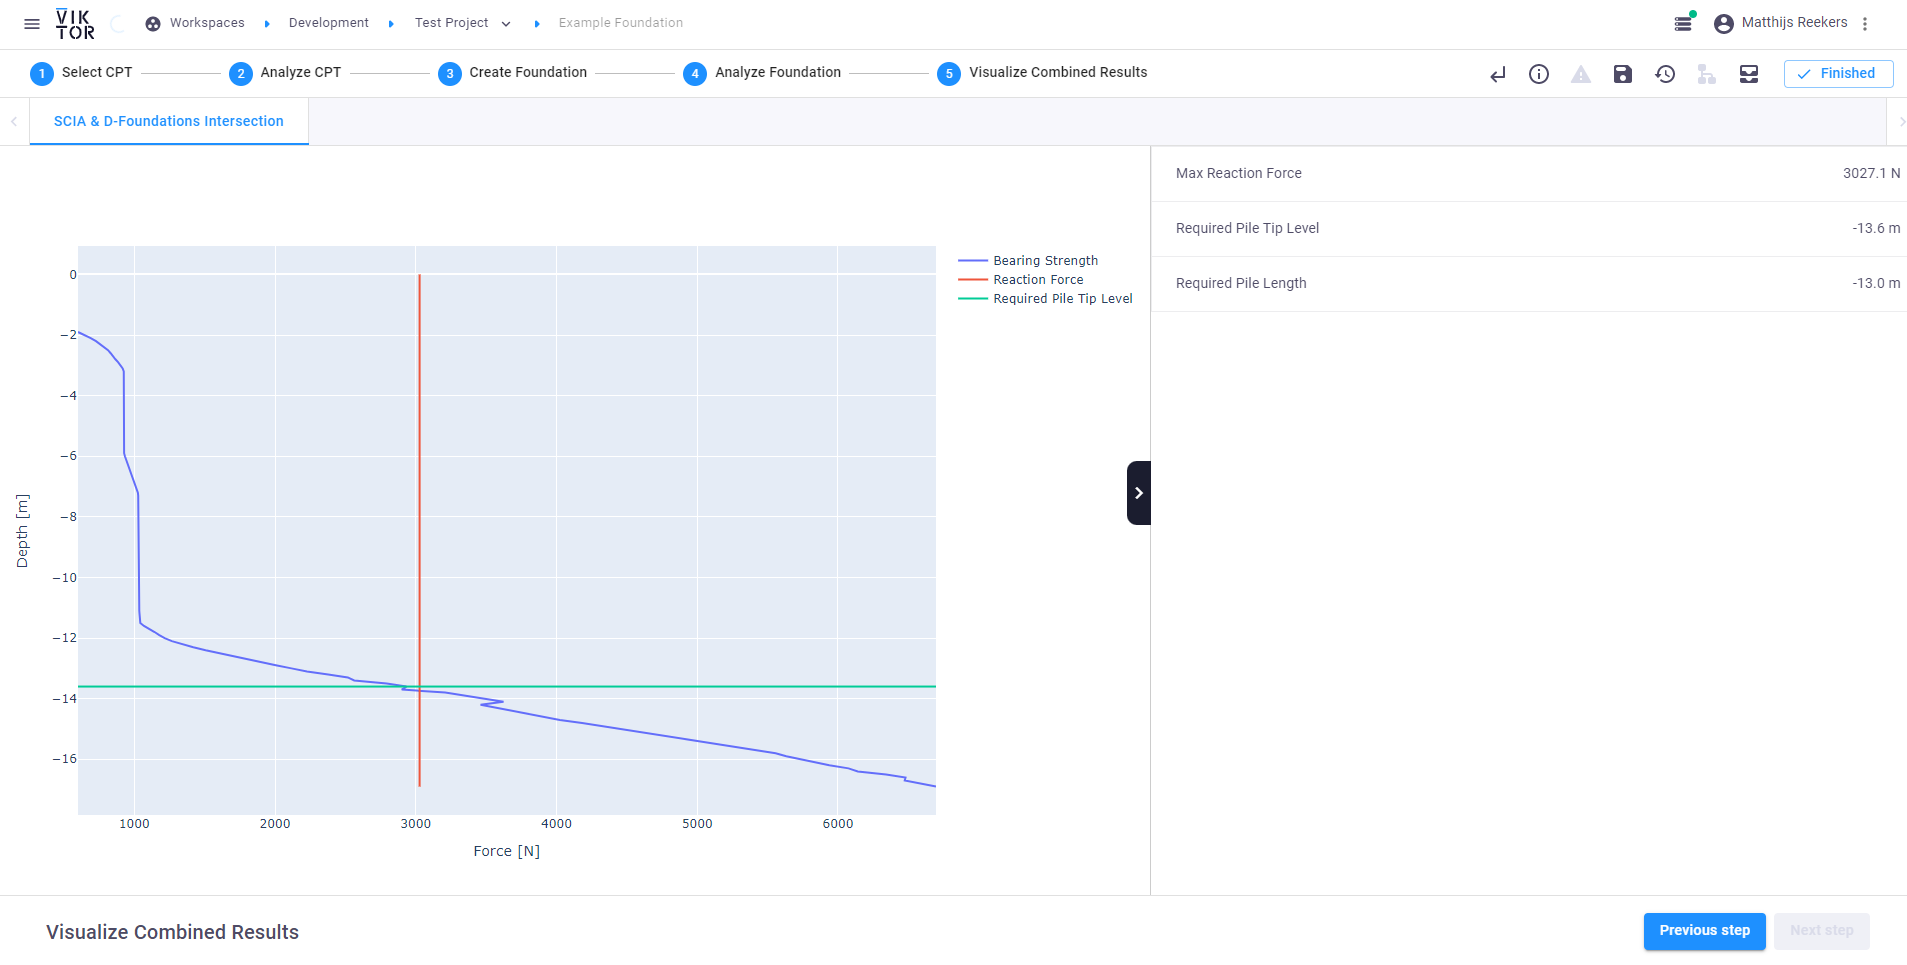 VIK
TOR
Workspaces
Development
Test Project
Example Foundation
Matthijs Reekers
1 Select CPT
2 Analyze CPT
3 Create Foundation
4 Analyze Foundation
5 Visualize Combined Results
Finished
SCIA & D-Foundations Intersection
Max Reaction Force 3027.1 N
Required Pile Tip Level -13.6 m
Required Pile Length -13.0 m
Bearing Strength
Reaction Force
Required Pile Tip Level
0
−2
−4
−6
−8
−10
−12
−14
−16
Depth [m]
1000 2000 3000 4000 5000 6000
Force [N]
Visualize Combined Results
Previous step
Next step